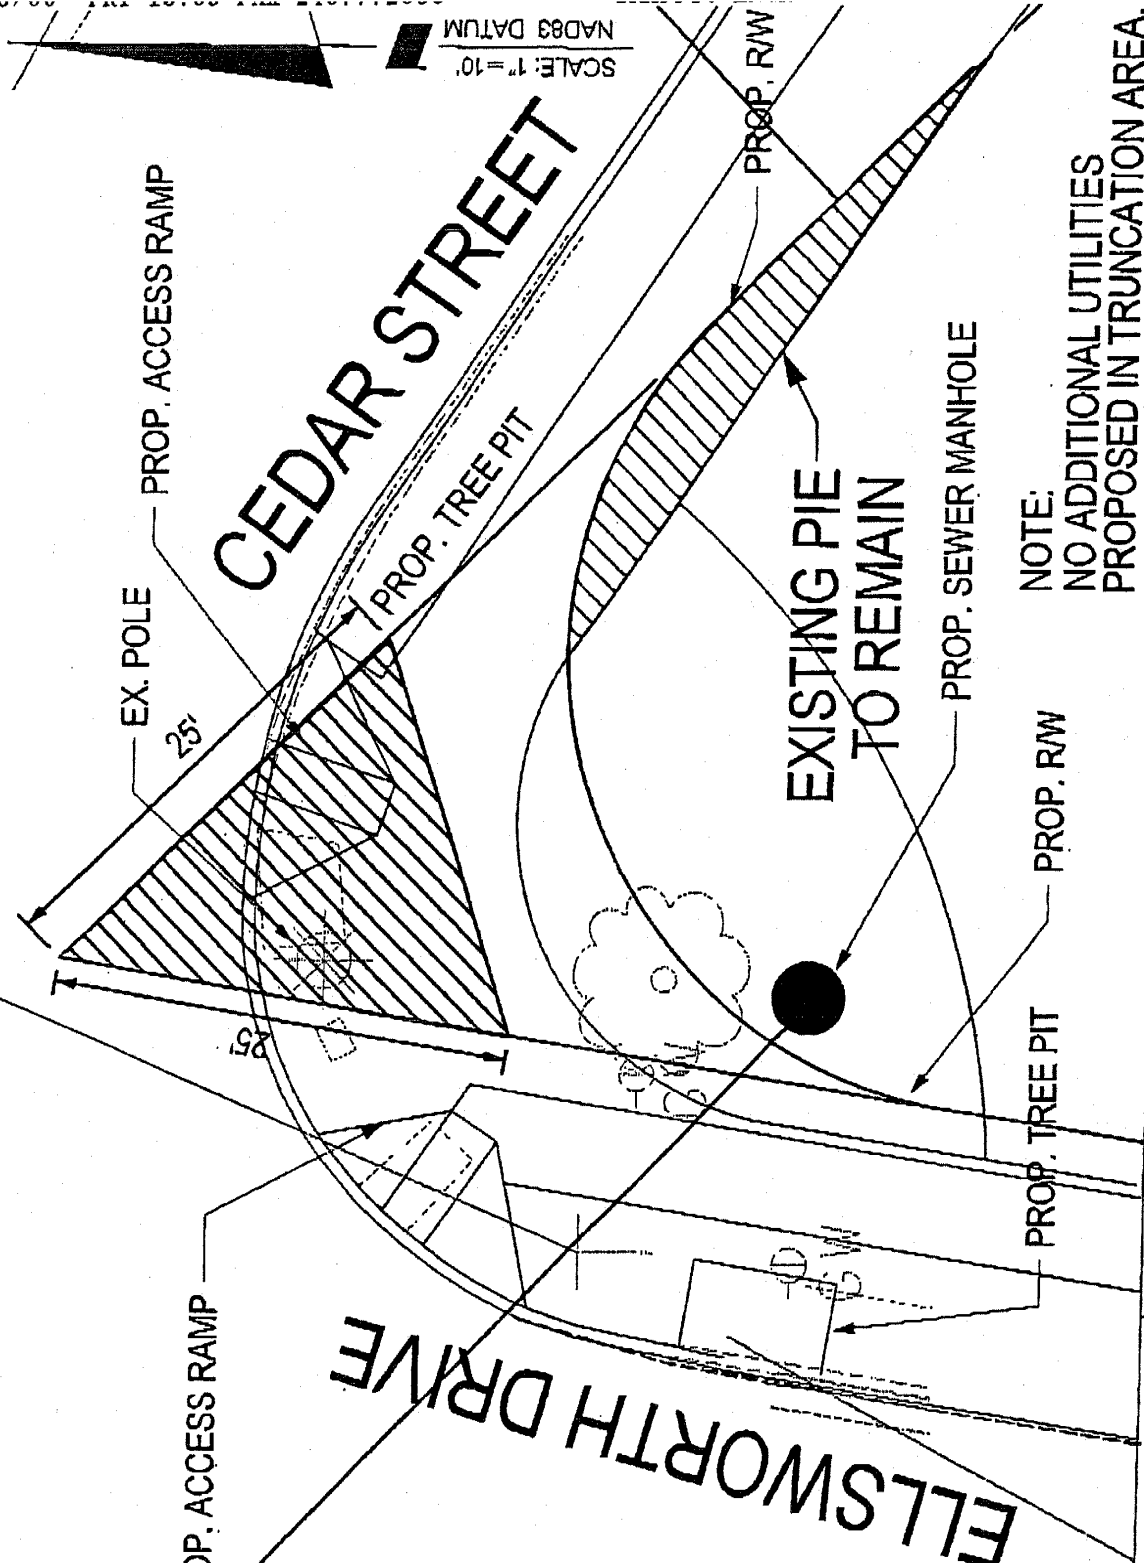 SCALE: 1"=10'
NAD83 DATUM
CEDAR STREET
PROP. ACCESS RAMP
EX. POLE
25'
25'
PROP. TREE PIT
PROP. R/W
EXISTING PIE
TO REMAIN
PROP. SEWER MANHOLE
NOTE:
NO ADDITIONAL UTILITIES
PROPOSED IN TRUNCATION AREA.
PROP. R/W
PROP. TREE PIT
OP. ACCESS RAMP
ELLSWORTH DRIVE